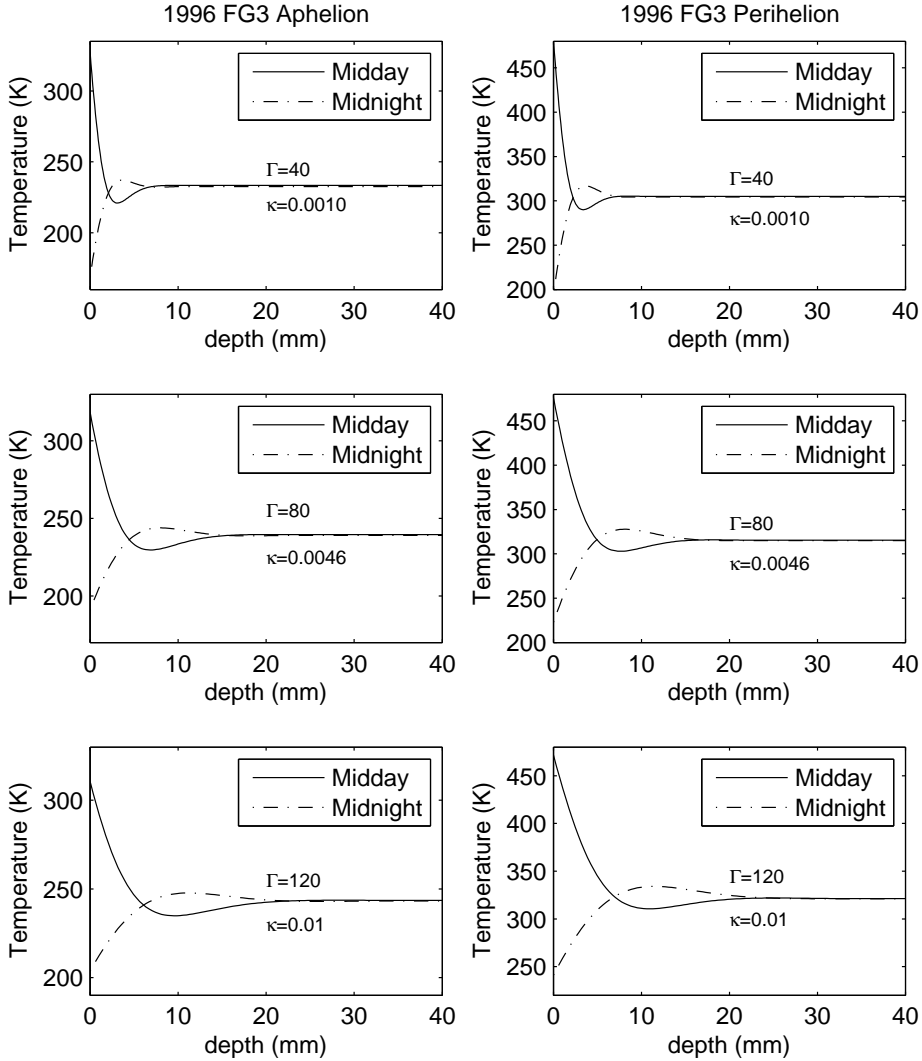 1996 FG3 Aphelion
1996 FG3 Perihelion
Temperature (K)
300
250
200
Midday
Midnight
Γ=40
κ=0.0010
0 10 20 30 40
depth (mm)
Temperature (K)
450
400
350
300
250
200
Midday
Midnight
Γ=40
κ=0.0010
0 10 20 30 40
depth (mm)
Temperature (K)
300
250
200
Midday
Midnight
Γ=80
κ=0.0046
0 10 20 30 40
depth (mm)
Temperature (K)
450
400
350
300
250
200
Midday
Midnight
Γ=80
κ=0.0046
0 10 20 30 40
depth (mm)
Temperature (K)
300
250
200
Midday
Midnight
Γ=120
κ=0.01
0 10 20 30 40
depth (mm)
Temperature (K)
450
400
350
300
250
Midday
Midnight
Γ=120
κ=0.01
0 10 20 30 40
depth (mm)